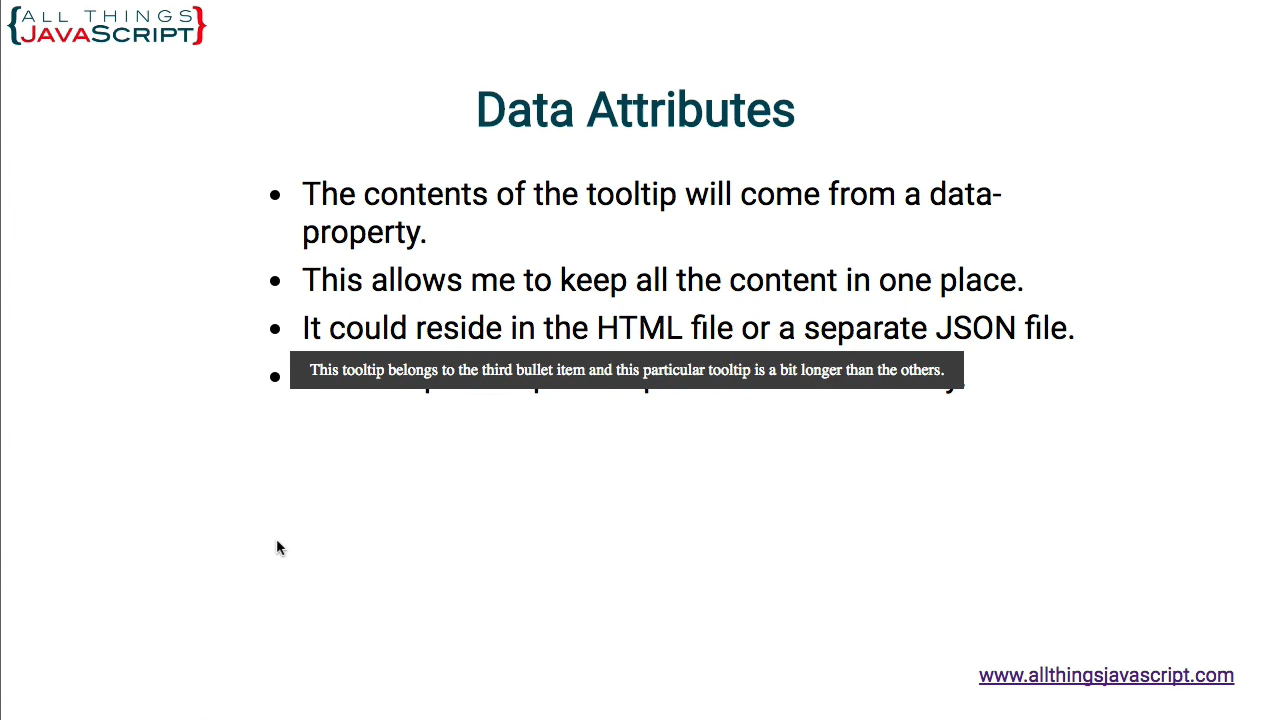 {ALL THINGS
JAVASCRIPT}
Data Attributes
• The contents of the tooltip will come from a data-
property.
• This allows me to keep all the content in one place.
• It could reside in the HTML file or a separate JSON file.
This tooltip belongs to the third bullet item and this particular tooltip is a bit longer than the others.
•
www.allthingsjavascript.com